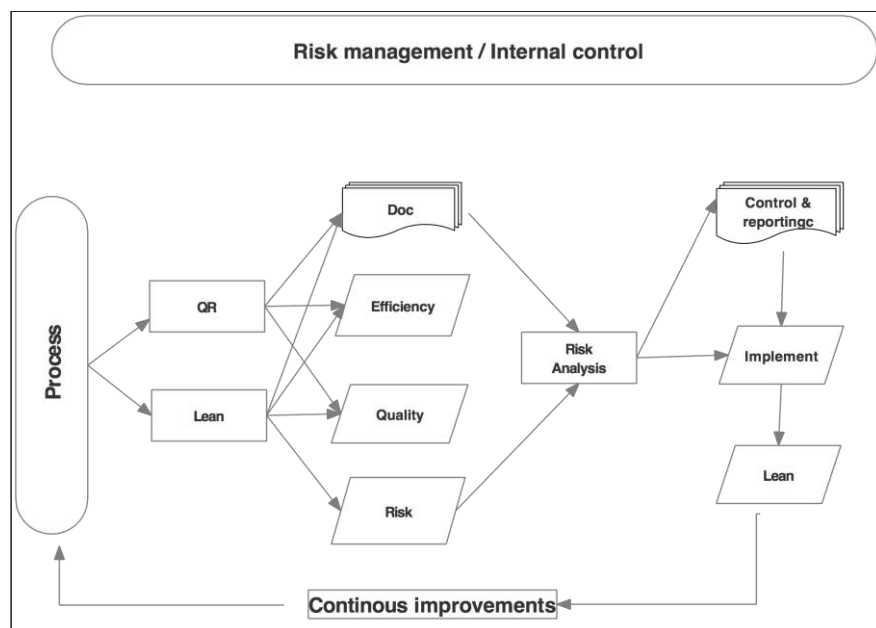 Risk management / Internal control
Process
QR
Lean
Doc
Efficiency
Quality
Risk
Risk
Analysis
Control &
reportingc
Implement
Lean
Continous improvements